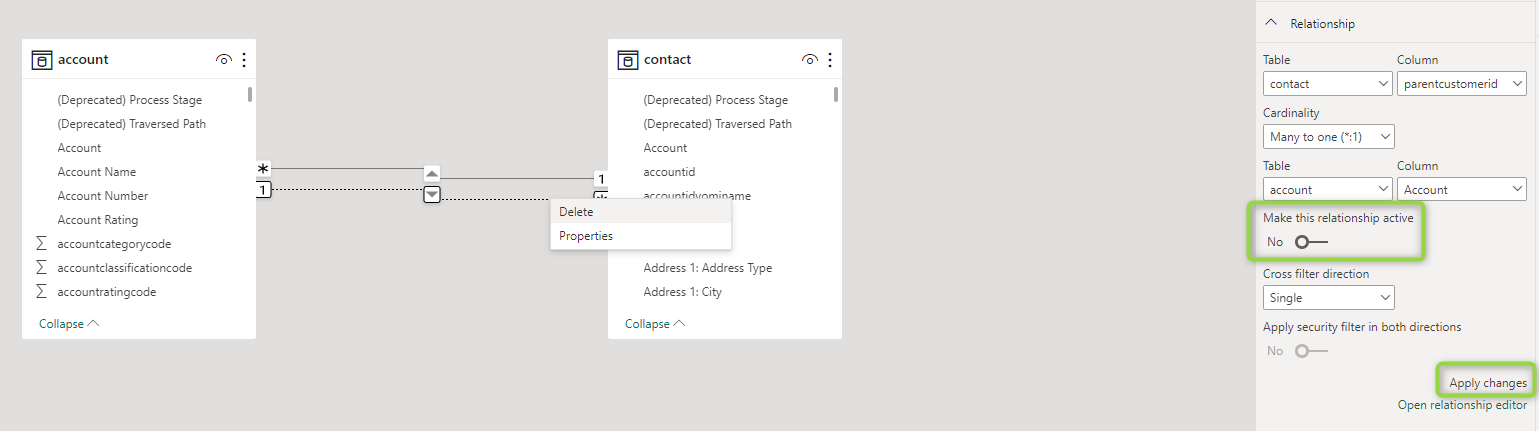 account
(Deprecated) Process Stage
(Deprecated) Traversed Path
Account
Account Name
Account Number
Account Rating
accountcategorycode
accountclassificationcode
accountratingcode
Collapse
*
1
1
contact
(Deprecated) Process Stage
(Deprecated) Traversed Path
Account
accountid
accountidyominame
Delete
Properties
Address 1: Address Type
Address 1: City
Collapse
Relationship
Table Column
contact parentcustomerid
Cardinality
Many to one (*:1)
Table Column
account Account
Make this relationship active
No
Cross filter direction
Single
Apply security filter in both directions
No
Apply changes
Open relationship editor